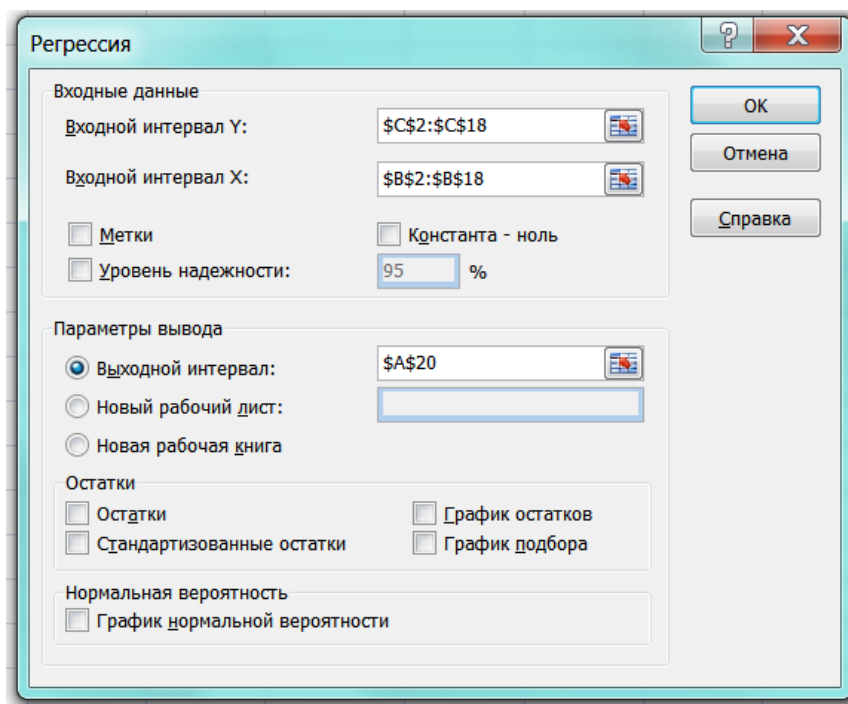 Регрессия
Входные данные
Входной интервал Y: $C$2:$C$18
Входной интервал X: $B$2:$B$18
Метки Константа - ноль
Уровень надежности: 95 %
OK
Отмена
Справка
Параметры вывода
Выходной интервал: $A$20
Новый рабочий лист:
Новая рабочая книга
Остатки
Остатки График остатков
Стандартизованные остатки График подбора
Нормальная вероятность
График нормальной вероятности